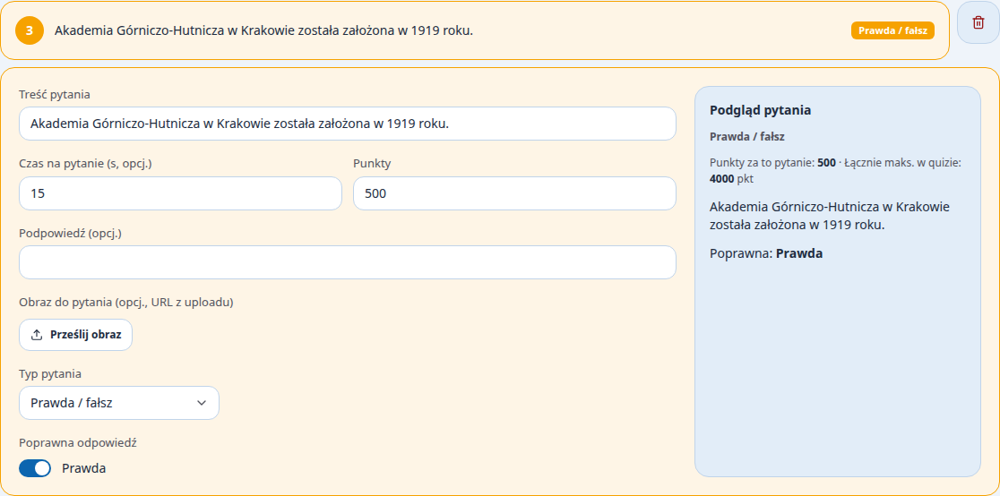 3 Akademia Górniczo-Hutnicza w Krakowie została założona w 1919 roku. Prawda / fałsz
Treść pytania
Akademia Górniczo-Hutnicza w Krakowie została założona w 1919 roku.
Czas na pytanie (s, opcj.) Punkty
15 500
Podpowiedź (opcj.)
Obraz do pytania (opcj., URL z uploadu)
Prześlij obraz
Typ pytania
Prawda / fałsz
Poprawna odpowiedź
Prawda
Podgląd pytania
Prawda / fałsz
Punkty za to pytanie: 500 · Łącznie maks. w quizie:
4000 pkt
Akademia Górniczo-Hutnicza w Krakowie
została założona w 1919 roku.
Poprawna: Prawda